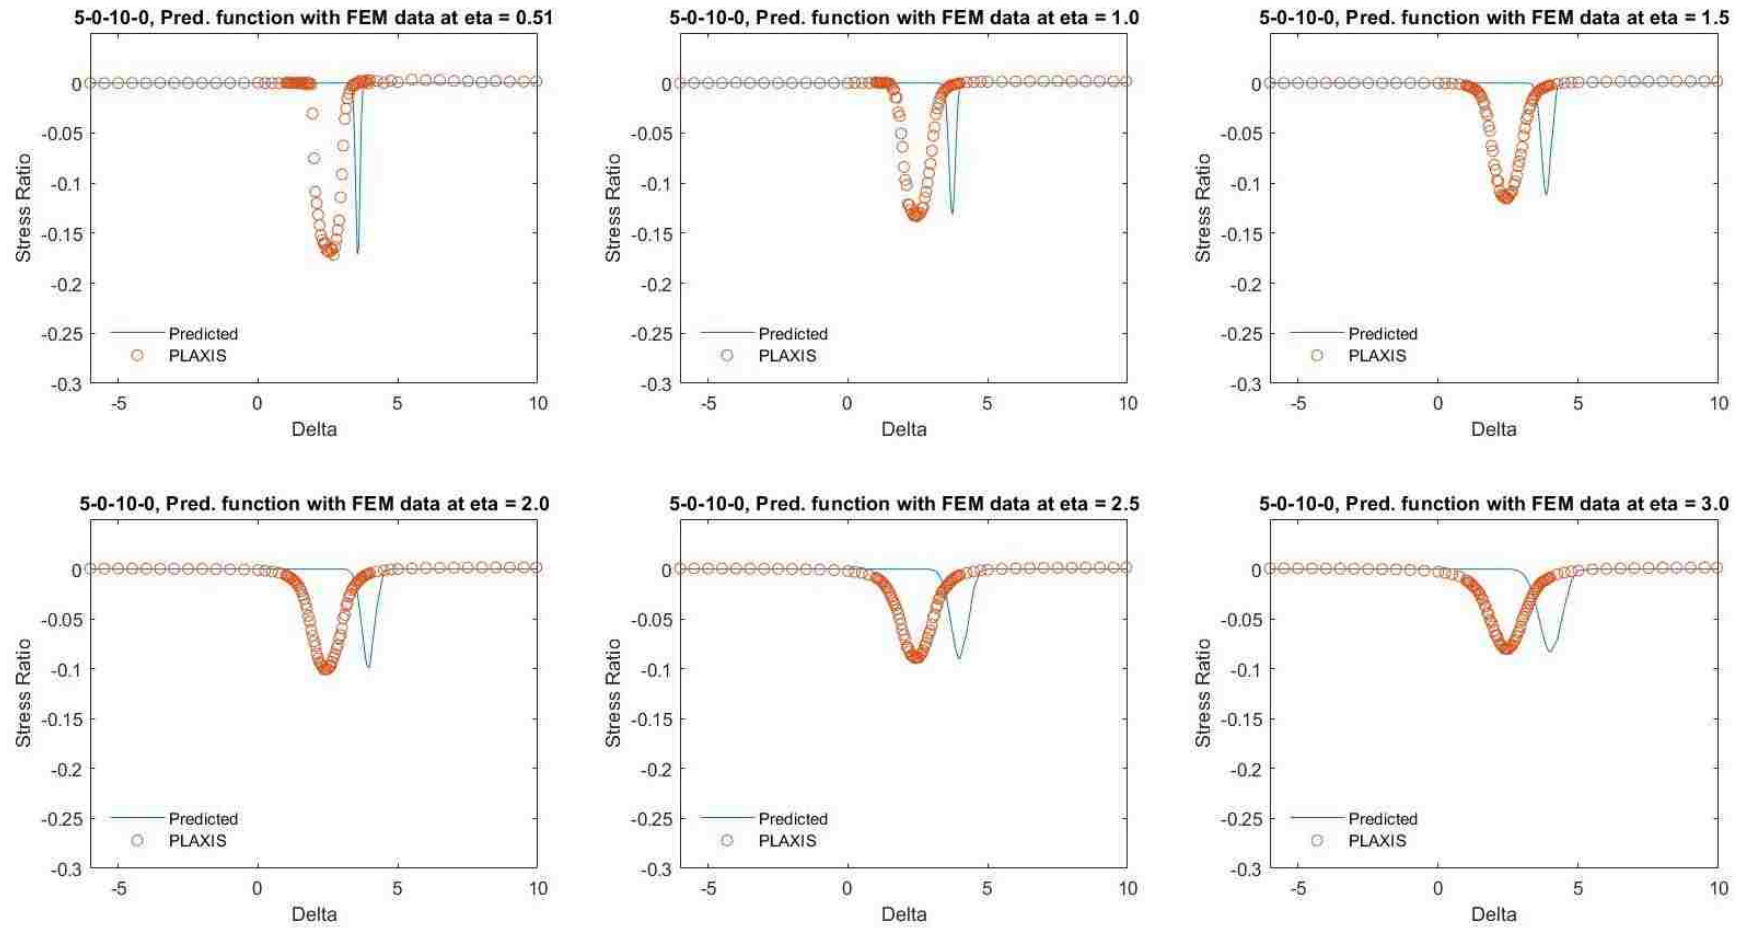 5-0-10-0, Pred. function with FEM data at eta = 0.51
0
-0.05
-0.1
-0.15
-0.2
-0.25
-0.3
Stress Ratio
Predicted
PLAXIS
-5
0
5
10
Delta
5-0-10-0, Pred. function with FEM data at eta = 1.0
0
-0.05
-0.1
-0.15
-0.2
-0.25
-0.3
Stress Ratio
Predicted
PLAXIS
-5
0
5
10
Delta
5-0-10-0, Pred. function with FEM data at eta = 1.5
0
-0.05
-0.1
-0.15
-0.2
-0.25
-0.3
Stress Ratio
Predicted
PLAXIS
-5
0
5
10
Delta
5-0-10-0, Pred. function with FEM data at eta = 2.0
0
-0.05
-0.1
-0.15
-0.2
-0.25
-0.3
Stress Ratio
Predicted
PLAXIS
-5
0
5
10
Delta
5-0-10-0, Pred. function with FEM data at eta = 2.5
0
-0.05
-0.1
-0.15
-0.2
-0.25
-0.3
Stress Ratio
Predicted
PLAXIS
-5
0
5
10
Delta
5-0-10-0, Pred. function with FEM data at eta = 3.0
0
-0.05
-0.1
-0.15
-0.2
-0.25
-0.3
Stress Ratio
Predicted
PLAXIS
-5
0
5
10
Delta